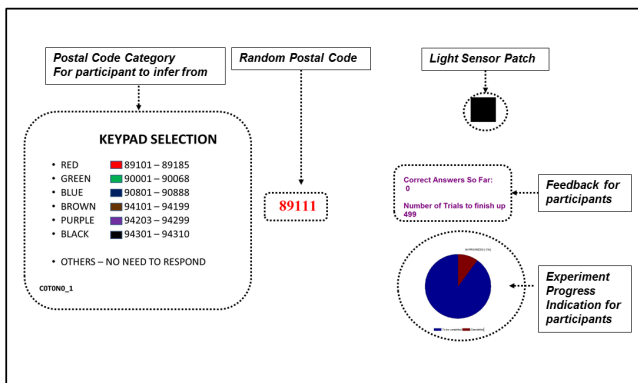 Postal Code Category
For participant to infer from
Random Postal Code
Light Sensor Patch
KEYPAD SELECTION
• RED 89101 – 89185
• GREEN 90001 – 90068
• BLUE 90801 – 90888
• BROWN 94101 – 94199
• PURPLE 94203 – 94299
• BLACK 94301 – 94310
• OTHERS – NO NEED TO RESPOND
89111
Correct Answers So Far:
0
Number of Trials to finish up
499
Feedback for
participants
Experiment
Progress
Indication for
participants